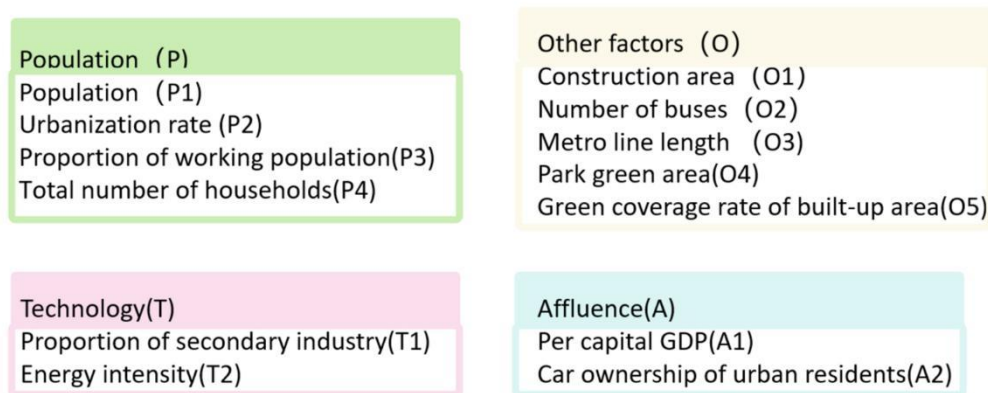 Population （P）
Population （P1)
Urbanization rate (P2)
Proportion of working population(P3)
Total number of households(P4)
Other factors （O）
Construction area （O1)
Number of buses （O2)
Metro line length （O3)
Park green area(O4)
Green coverage rate of built-up area(O5)
Technology(T)
Proportion of secondary industry(T1)
Energy intensity(T2)
Affluence(A)
Per capital GDP(A1)
Car ownership of urban residents(A2)